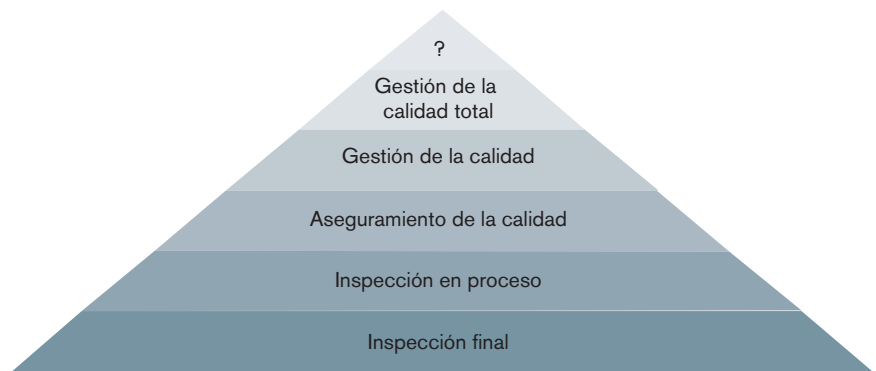 ?
Gestión de la
calidad total
Gestión de la calidad
Aseguramiento de la calidad
Inspección en proceso
Inspección final